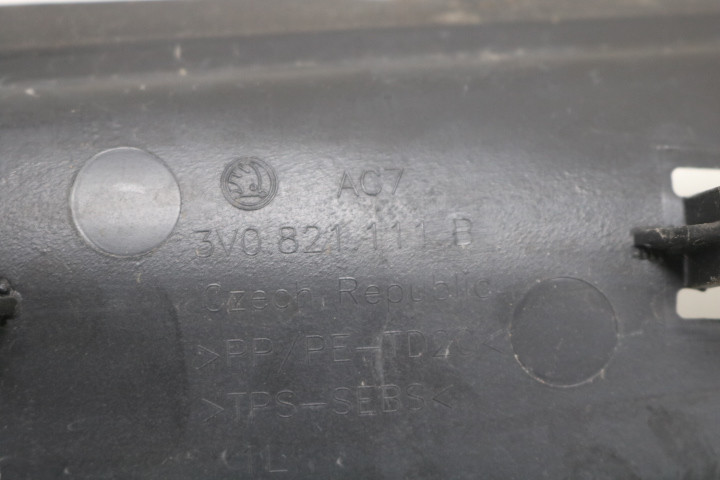 AC7
3V0.821.111 B
Czech Republic
>PP/PE-TD2 <
>TPS-SEBS<